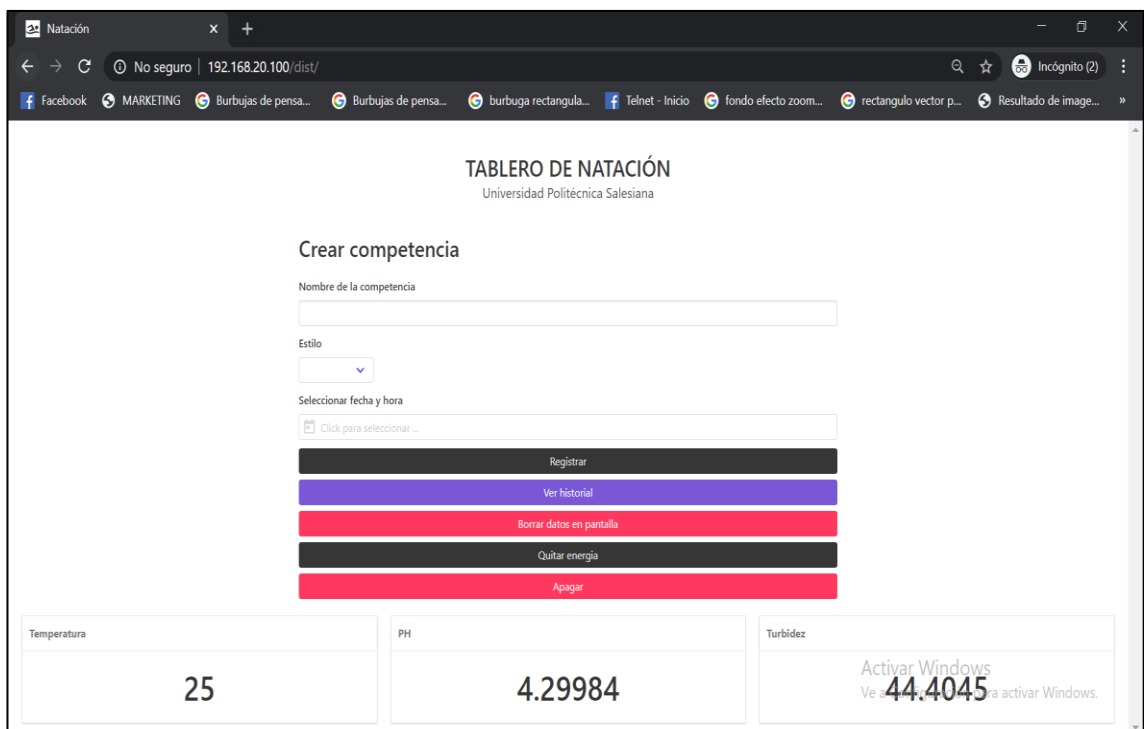 Natación
No seguro | 192.168.20.100/dist/
Incógnito (2)
Facebook MARKETING Burbujas de pensa... Burbujas de pensa... burbuga rectangula... Telnet - Inicio fondo efecto zoom... rectangulo vector p... Resultado de image... »
TABLERO DE NATACIÓN
Universidad Politécnica Salesiana
Crear competencia
Nombre de la competencia
Estilo
Seleccionar fecha y hora
Click para seleccionar ...
Registrar
Ver historial
Borrar datos en pantalla
Quitar energia
Apagar
Temperatura PH Turbidez
25 4.29984 44.4045
Activar Windows
Ve a Configuración para activar Windows.